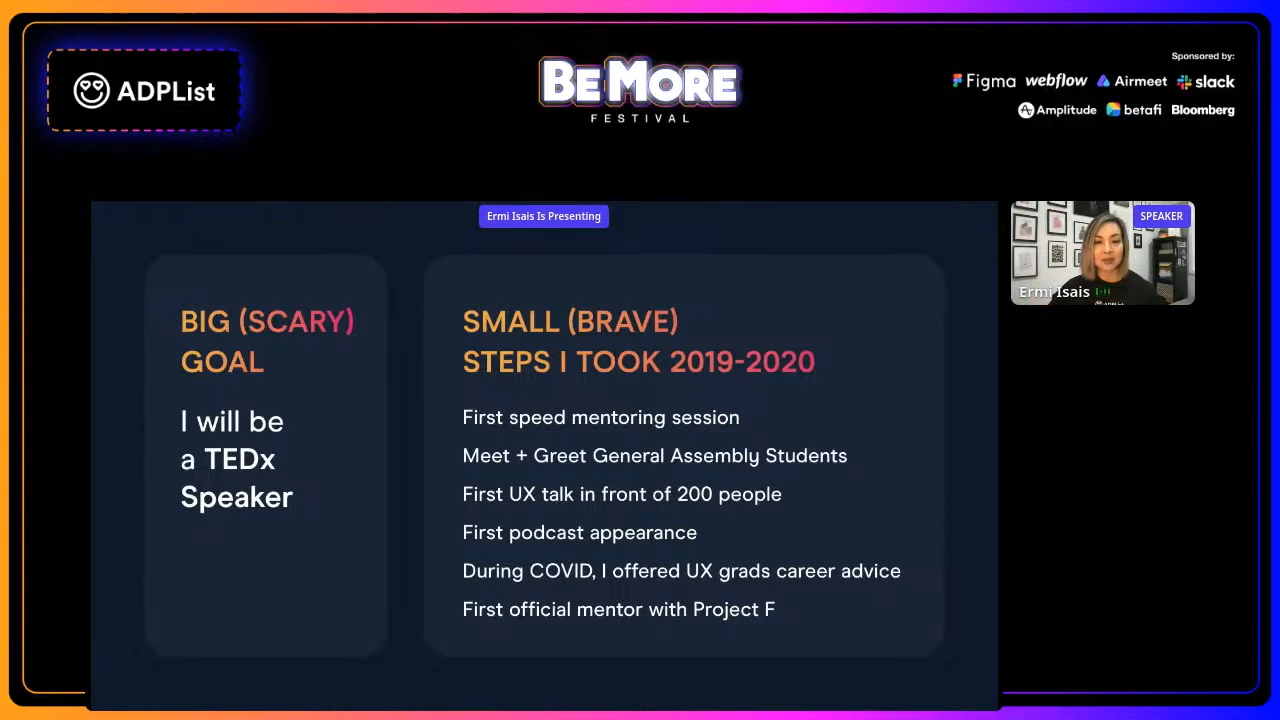 ADPList
BE MORE
FESTIVAL
Sponsored by:
Figma webflow Airmeet slack
Amplitude betafi Bloomberg
Ermi Isais Is Presenting
SPEAKER
Ermi Isais
BIG (SCARY)
GOAL
I will be
a TEDx
Speaker
SMALL (BRAVE)
STEPS I TOOK 2019-2020
First speed mentoring session
Meet + Greet General Assembly Students
First UX talk in front of 200 people
First podcast appearance
During COVID, I offered UX grads career advice
First official mentor with Project F